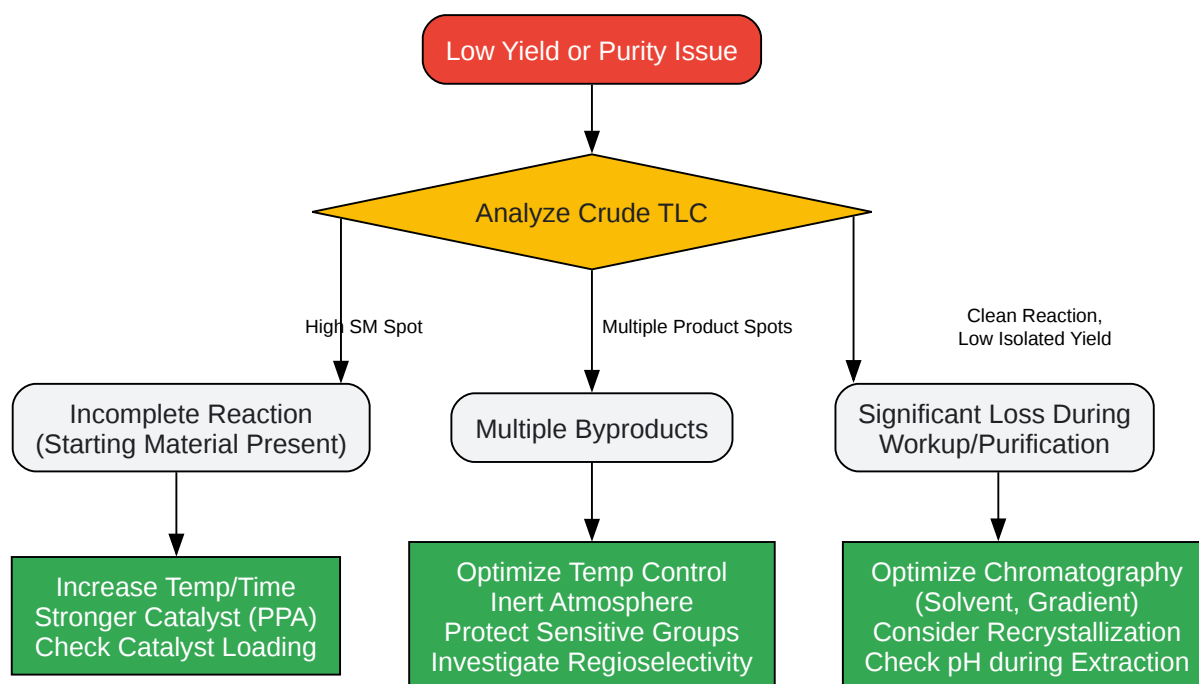 Low Yield or Purity Issue
Analyze Crude TLC
High SM Spot
Multiple Product Spots
Clean Reaction,
Low Isolated Yield
Incomplete Reaction
(Starting Material Present)
Multiple Byproducts
Significant Loss During
Workup/Purification
Increase Temp/Time
Stronger Catalyst (PPA)
Check Catalyst Loading
Optimize Temp Control
Inert Atmosphere
Protect Sensitive Groups
Investigate Regioselectivity
Optimize Chromatography
(Solvent, Gradient)
Consider Recrystallization
Check pH during Extraction